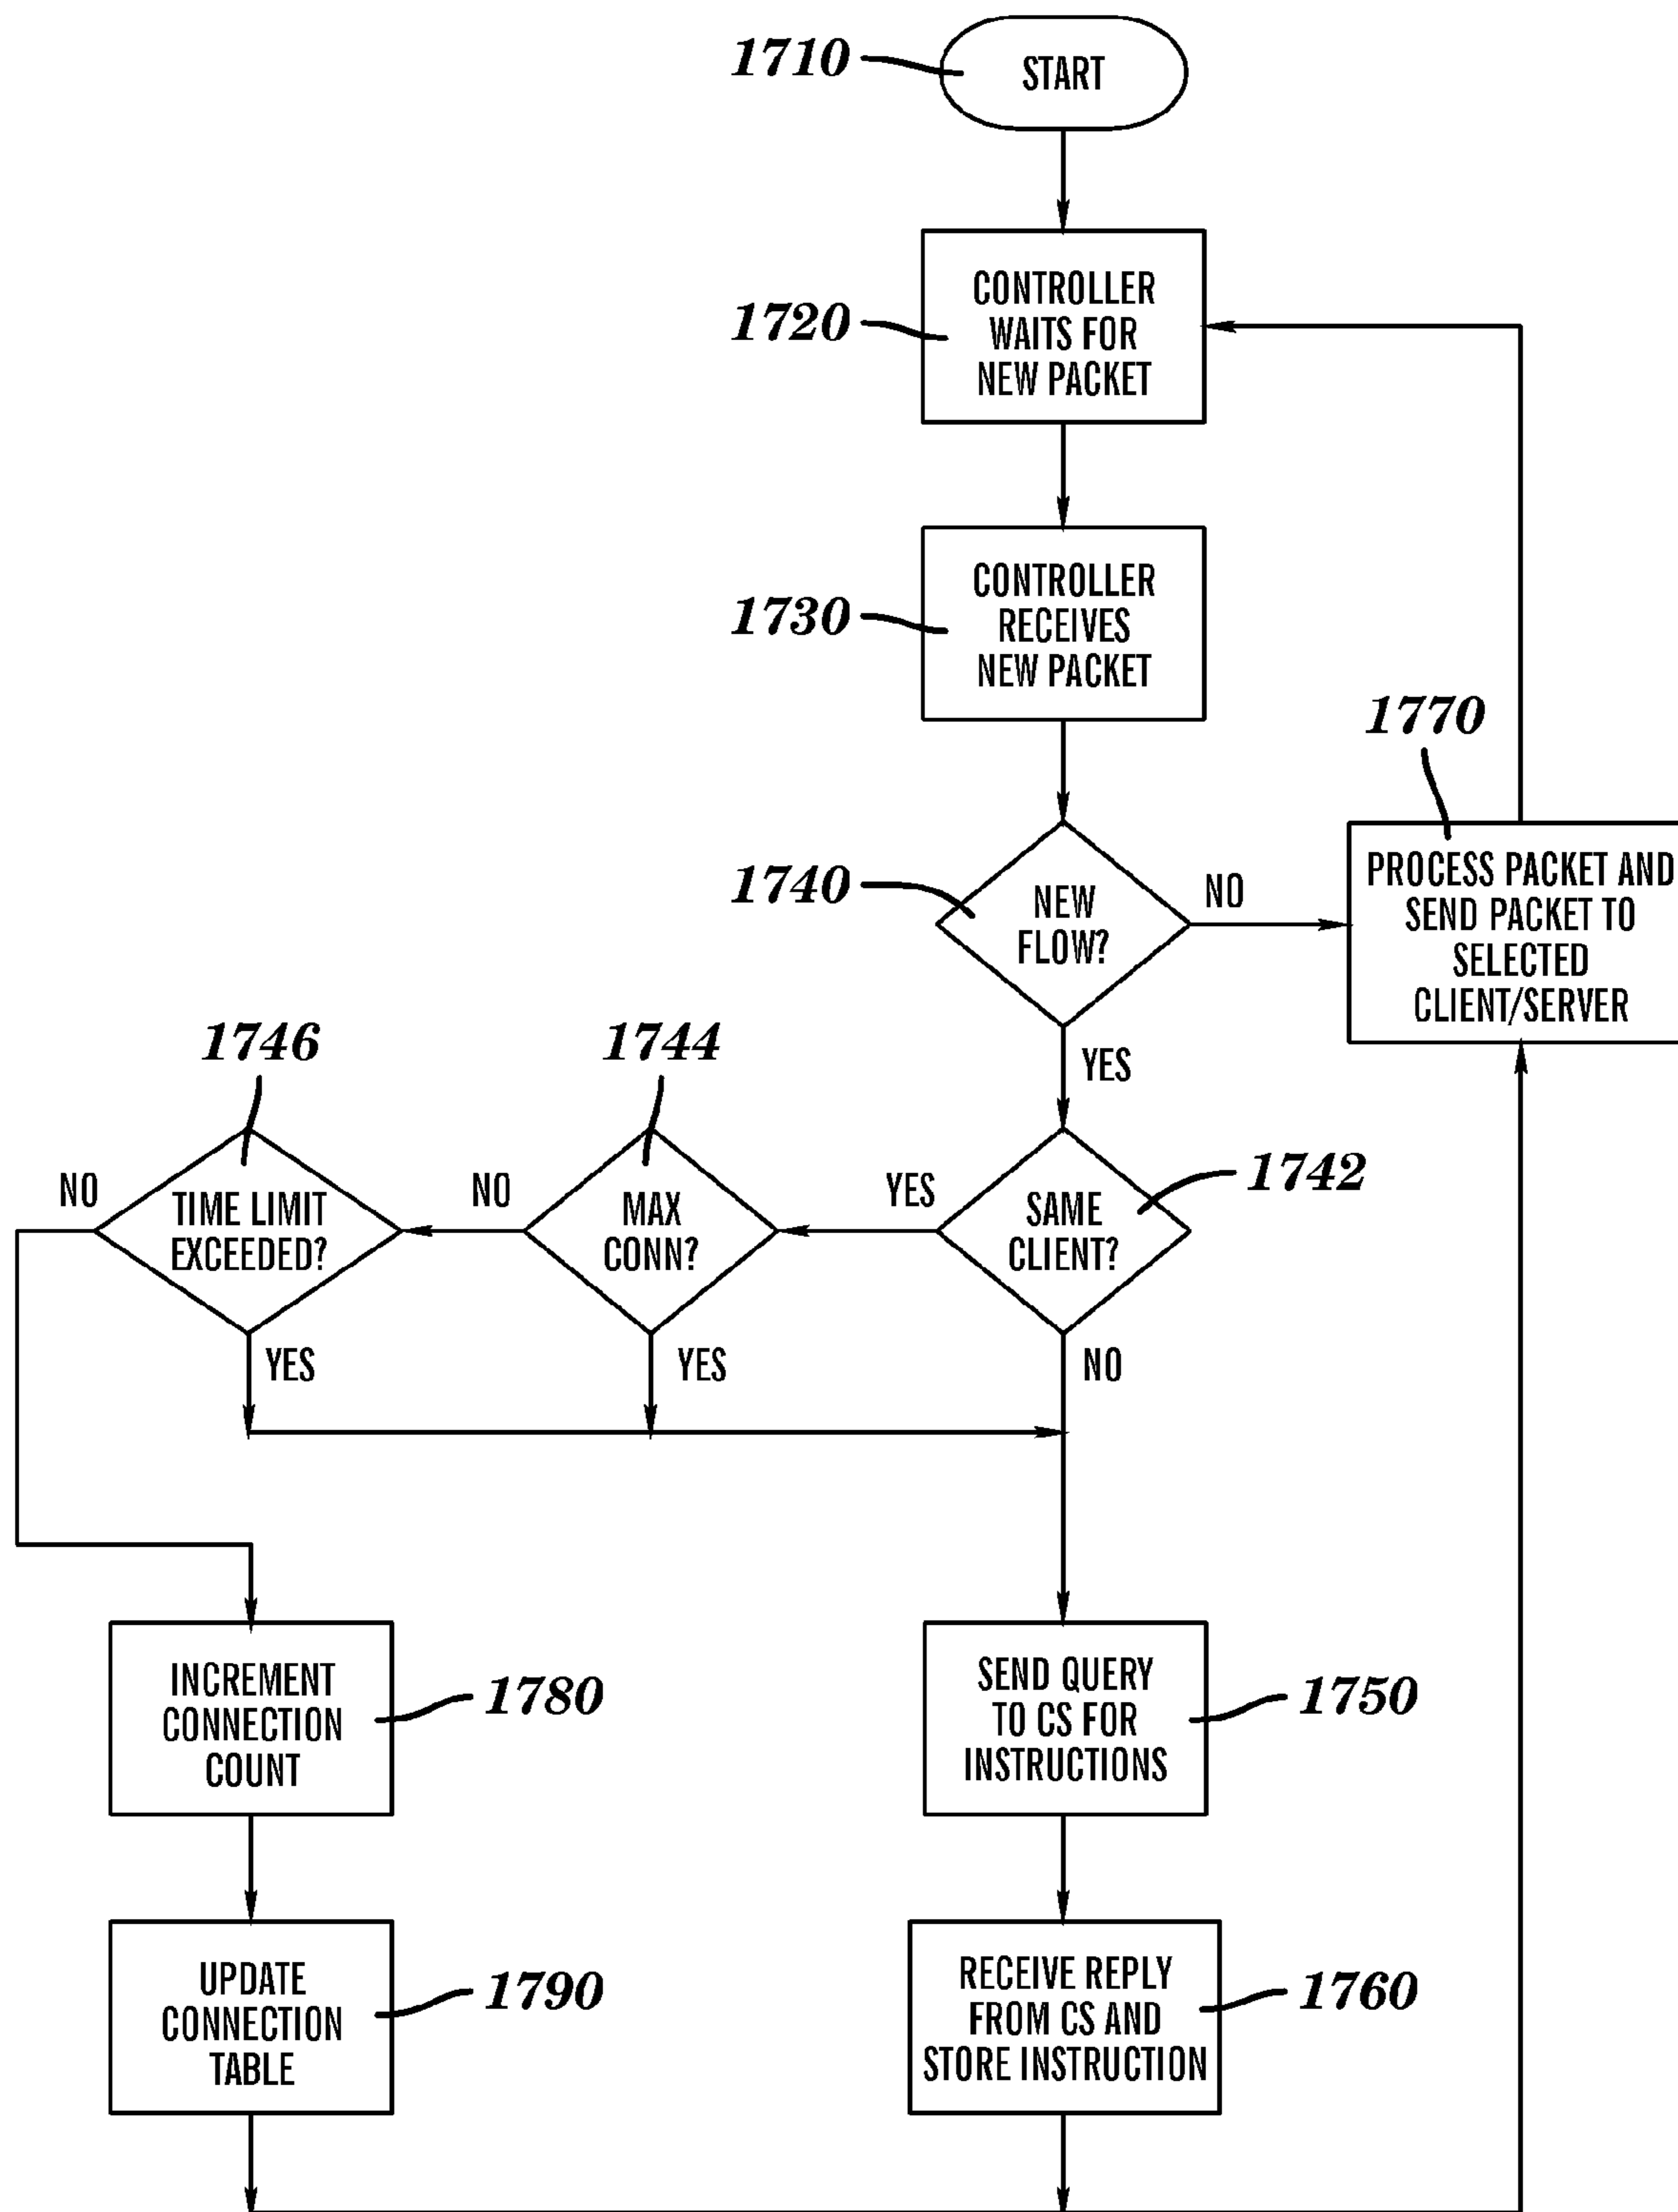 1710
START
1720
CONTROLLER
WAITS FOR
NEW PACKET
1730
CONTROLLER
RECEIVES
NEW PACKET
1770
PROCESS PACKET AND
SEND PACKET TO
SELECTED
CLIENT/SERVER
1740
NEW
FLOW?
NO
YES
1746
1744
1742
NO
TIME LIMIT
EXCEEDED?
NO
MAX
CONN?
YES
SAME
CLIENT?
YES
YES
NO
INCREMENT
CONNECTION
COUNT
1780
SEND QUERY
TO CS FOR
INSTRUCTIONS
1750
UPDATE
CONNECTION
TABLE
1790
RECEIVE REPLY
FROM CS AND
STORE INSTRUCTION
1760